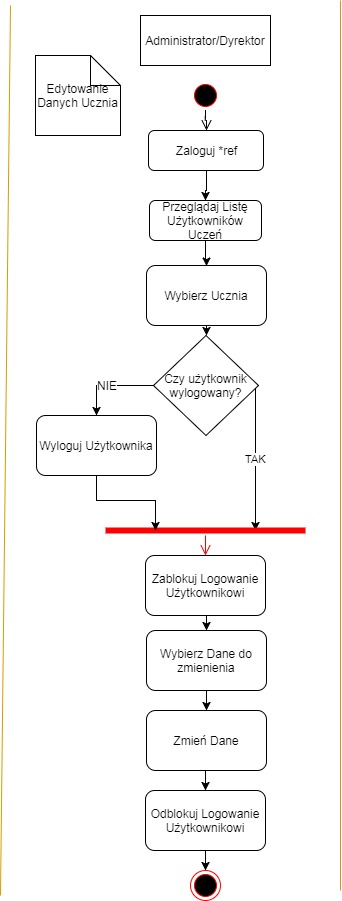 Administrator/Dyrektor
Edytowanie
Danych Ucznia
Zaloguj *ref
Przeglądaj Listę
Użytkowników
Uczeń
Wybierz Ucznia
Czy użytkownik
wylogowany?
NIE
Wyloguj Użytkownika
TAK
Zablokuj Logowanie
Użytkownikowi
Wybierz Dane do
zmienienia
Zmień Dane
Odblokuj Logowanie
Użytkownikowi